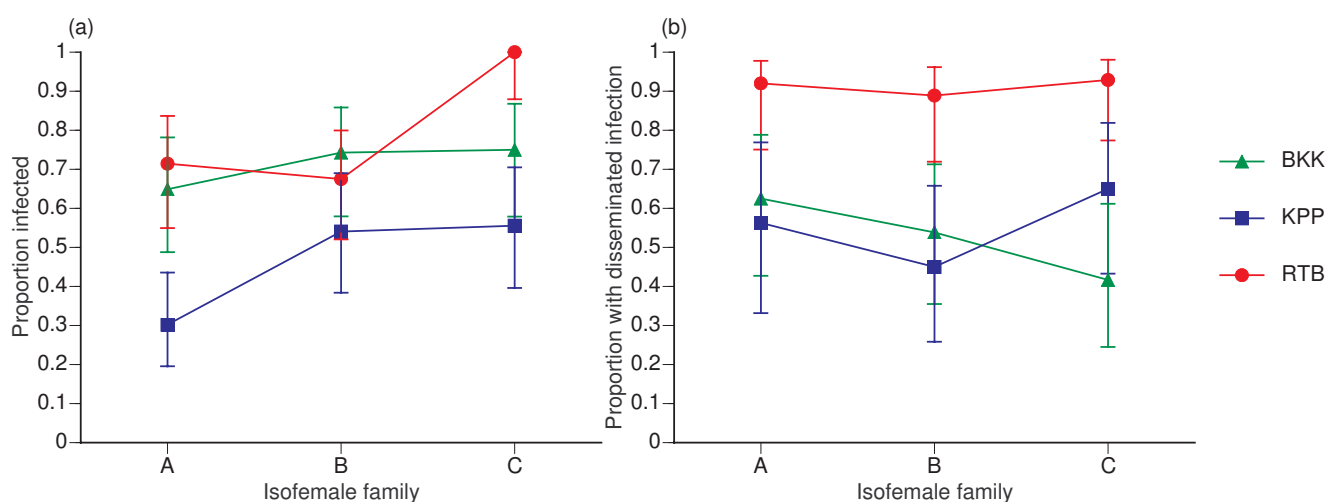 (a)
Proportion infected
1
0.9
0.8
0.7
0.6
0.5
0.4
0.3
0.2
0.1
0
A B C
Isofemale family
(b)
Proportion with disseminated infection
1
0.9
0.8
0.7
0.6
0.5
0.4
0.3
0.2
0.1
0
A B C
Isofemale family
BKK
KPP
RTB